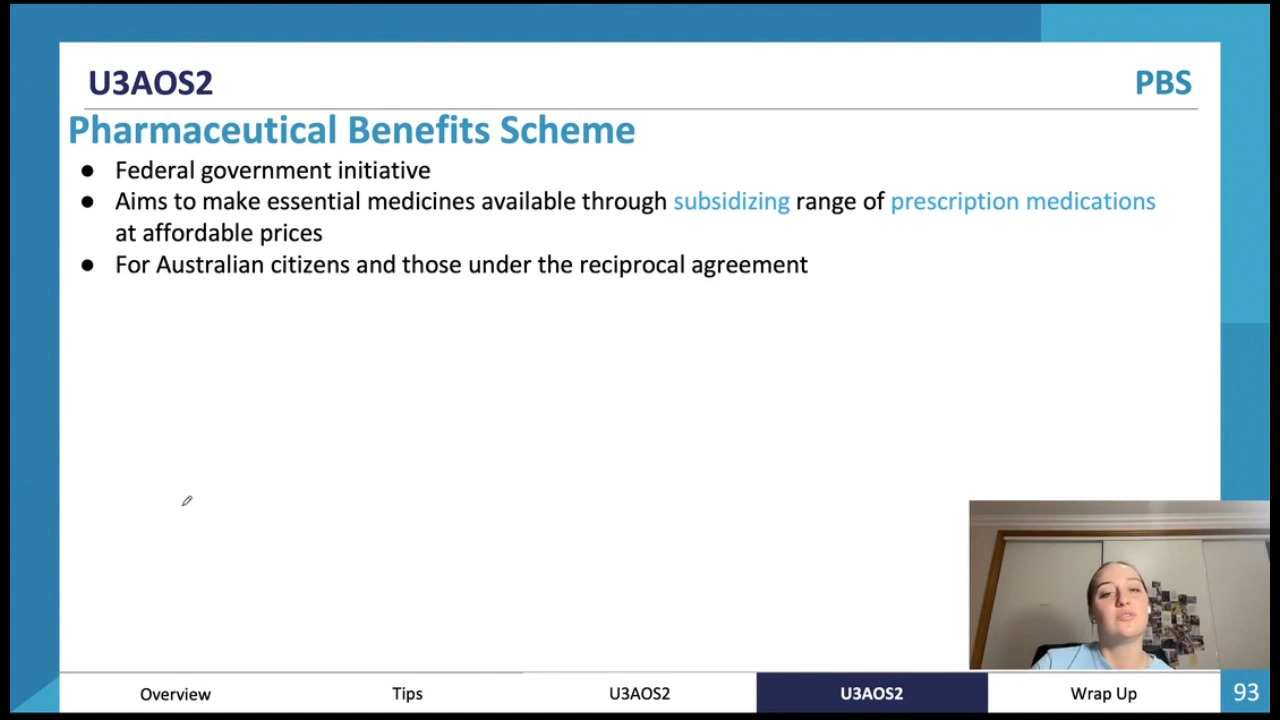 U3AOS2
PBS
Pharmaceutical Benefits Scheme
● Federal government initiative
● Aims to make essential medicines available through subsidizing range of prescription medications
at affordable prices
● For Australian citizens and those under the reciprocal agreement
Overview
Tips
U3AOS2
U3AOS2
Wrap Up
93